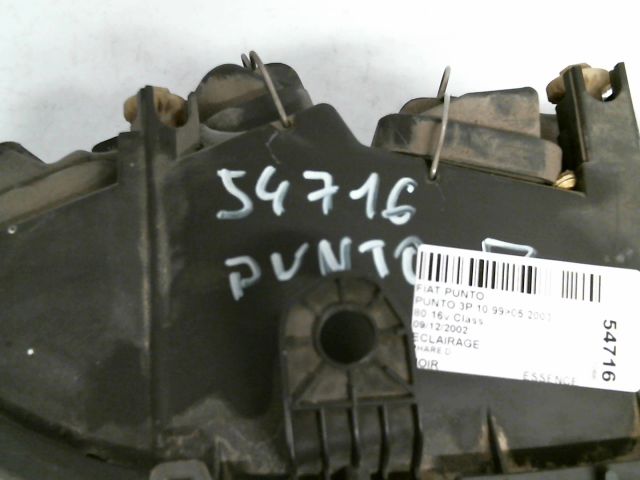 54716
PUNTO
FIAT PUNTO
PUNTO 3P 10.99>05.2003
80 16v Class
09/12/2002
ECLAIRAGE
PHARE D
NOIR
ESSENCE
54716